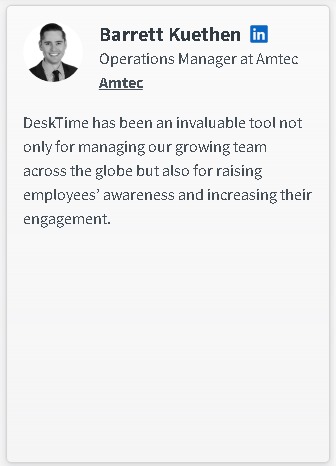 Barrett Kuethen in
Operations Manager at Amtec
Amtec
DeskTime has been an invaluable tool not
only for managing our growing team
across the globe but also for raising
employees’ awareness and increasing their
engagement.